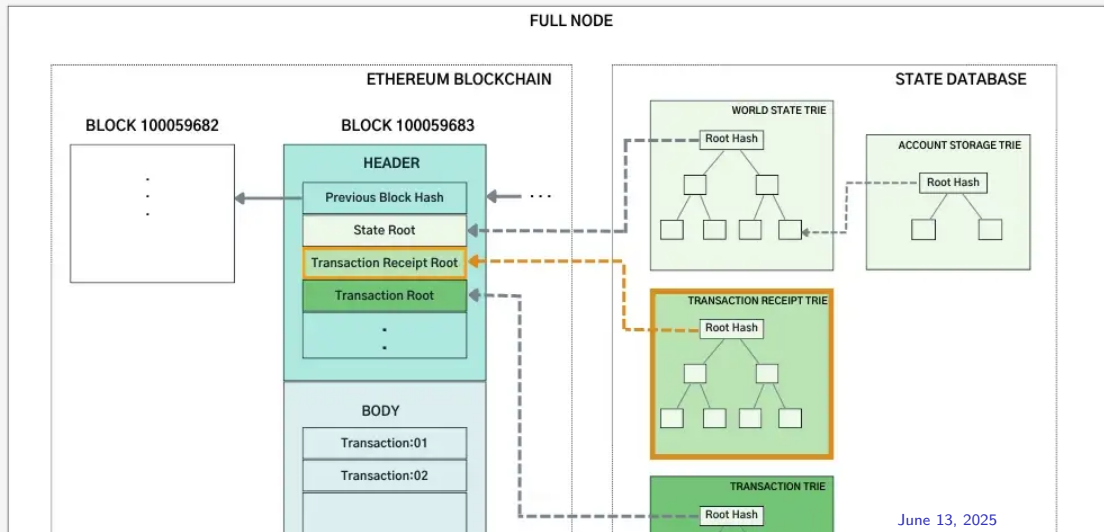 FULL NODE
ETHEREUM BLOCKCHAIN
BLOCK 100059682
BLOCK 100059683
HEADER
Previous Block Hash
State Root
Transaction Receipt Root
Transaction Root
BODY
Transaction:01
Transaction:02
STATE DATABASE
WORLD STATE TRIE
Root Hash
ACCOUNT STORAGE TRIE
Root Hash
TRANSACTION RECEIPT TRIE
Root Hash
TRANSACTION TRIE
Root Hash
June 13, 2025